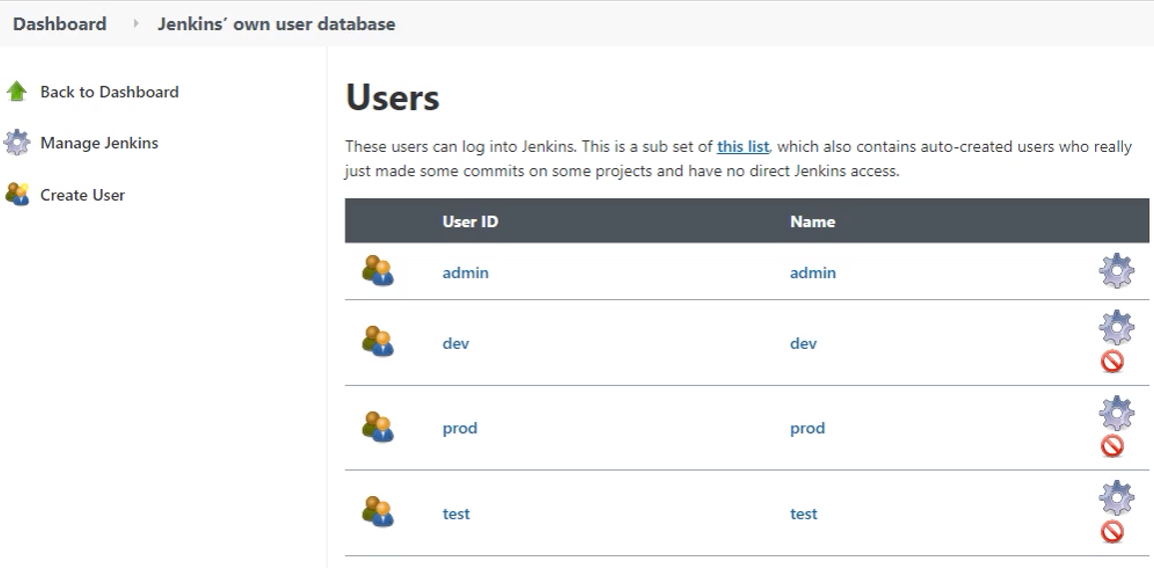 Dashboard Jenkins’ own user database
Back to Dashboard
Manage Jenkins
Create User
Users
These users can log into Jenkins. This is a sub set of this list, which also contains auto-created users who really
just made some commits on some projects and have no direct Jenkins access.
User ID Name
admin admin
dev dev
prod prod
test test